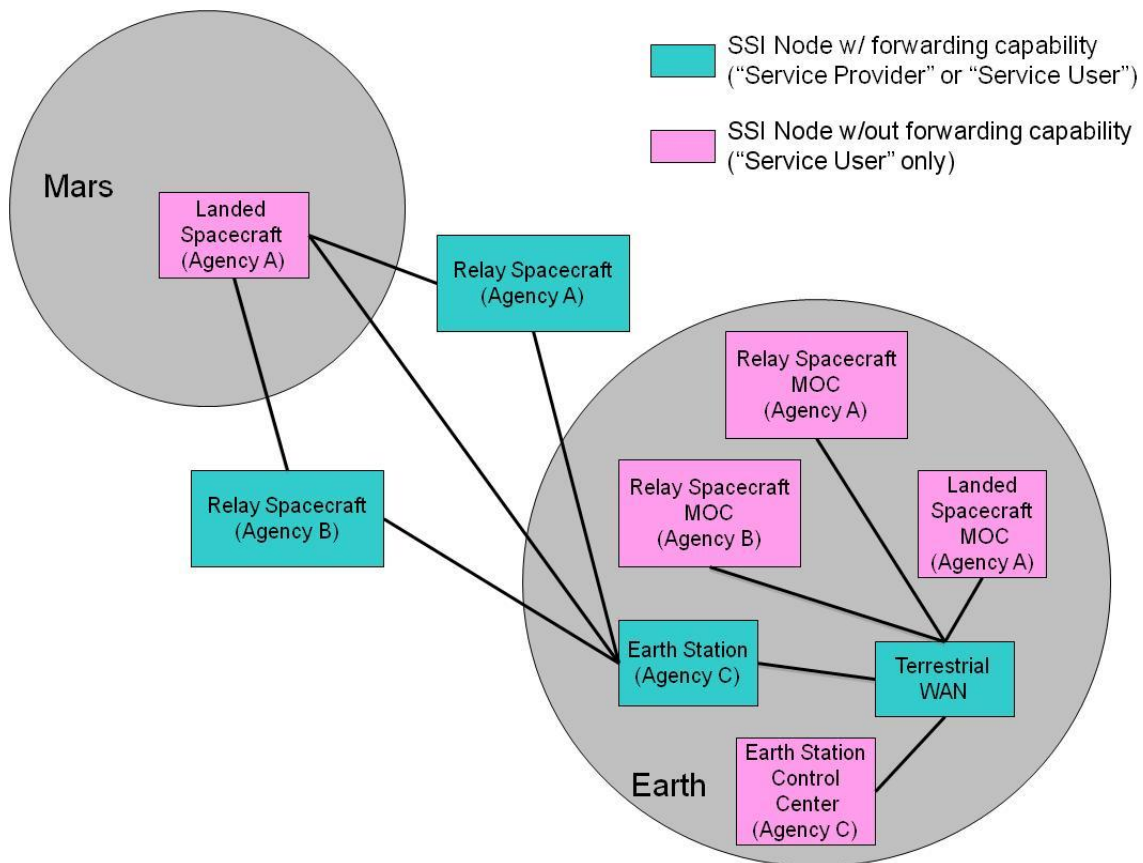 SSI Node w/ forwarding capability
(“Service Provider” or “Service User”)
SSI Node w/out forwarding capability
(“Service User” only)
Mars
Landed
Spacecraft
(Agency A)
Relay Spacecraft
(Agency A)
Relay Spacecraft
MOC
(Agency A)
Relay Spacecraft
(Agency B)
Relay Spacecraft
MOC
(Agency B)
Landed
Spacecraft
MOC
(Agency A)
Earth Station
(Agency C)
Terrestrial
WAN
Earth
Earth Station
Control
Center
(Agency C)